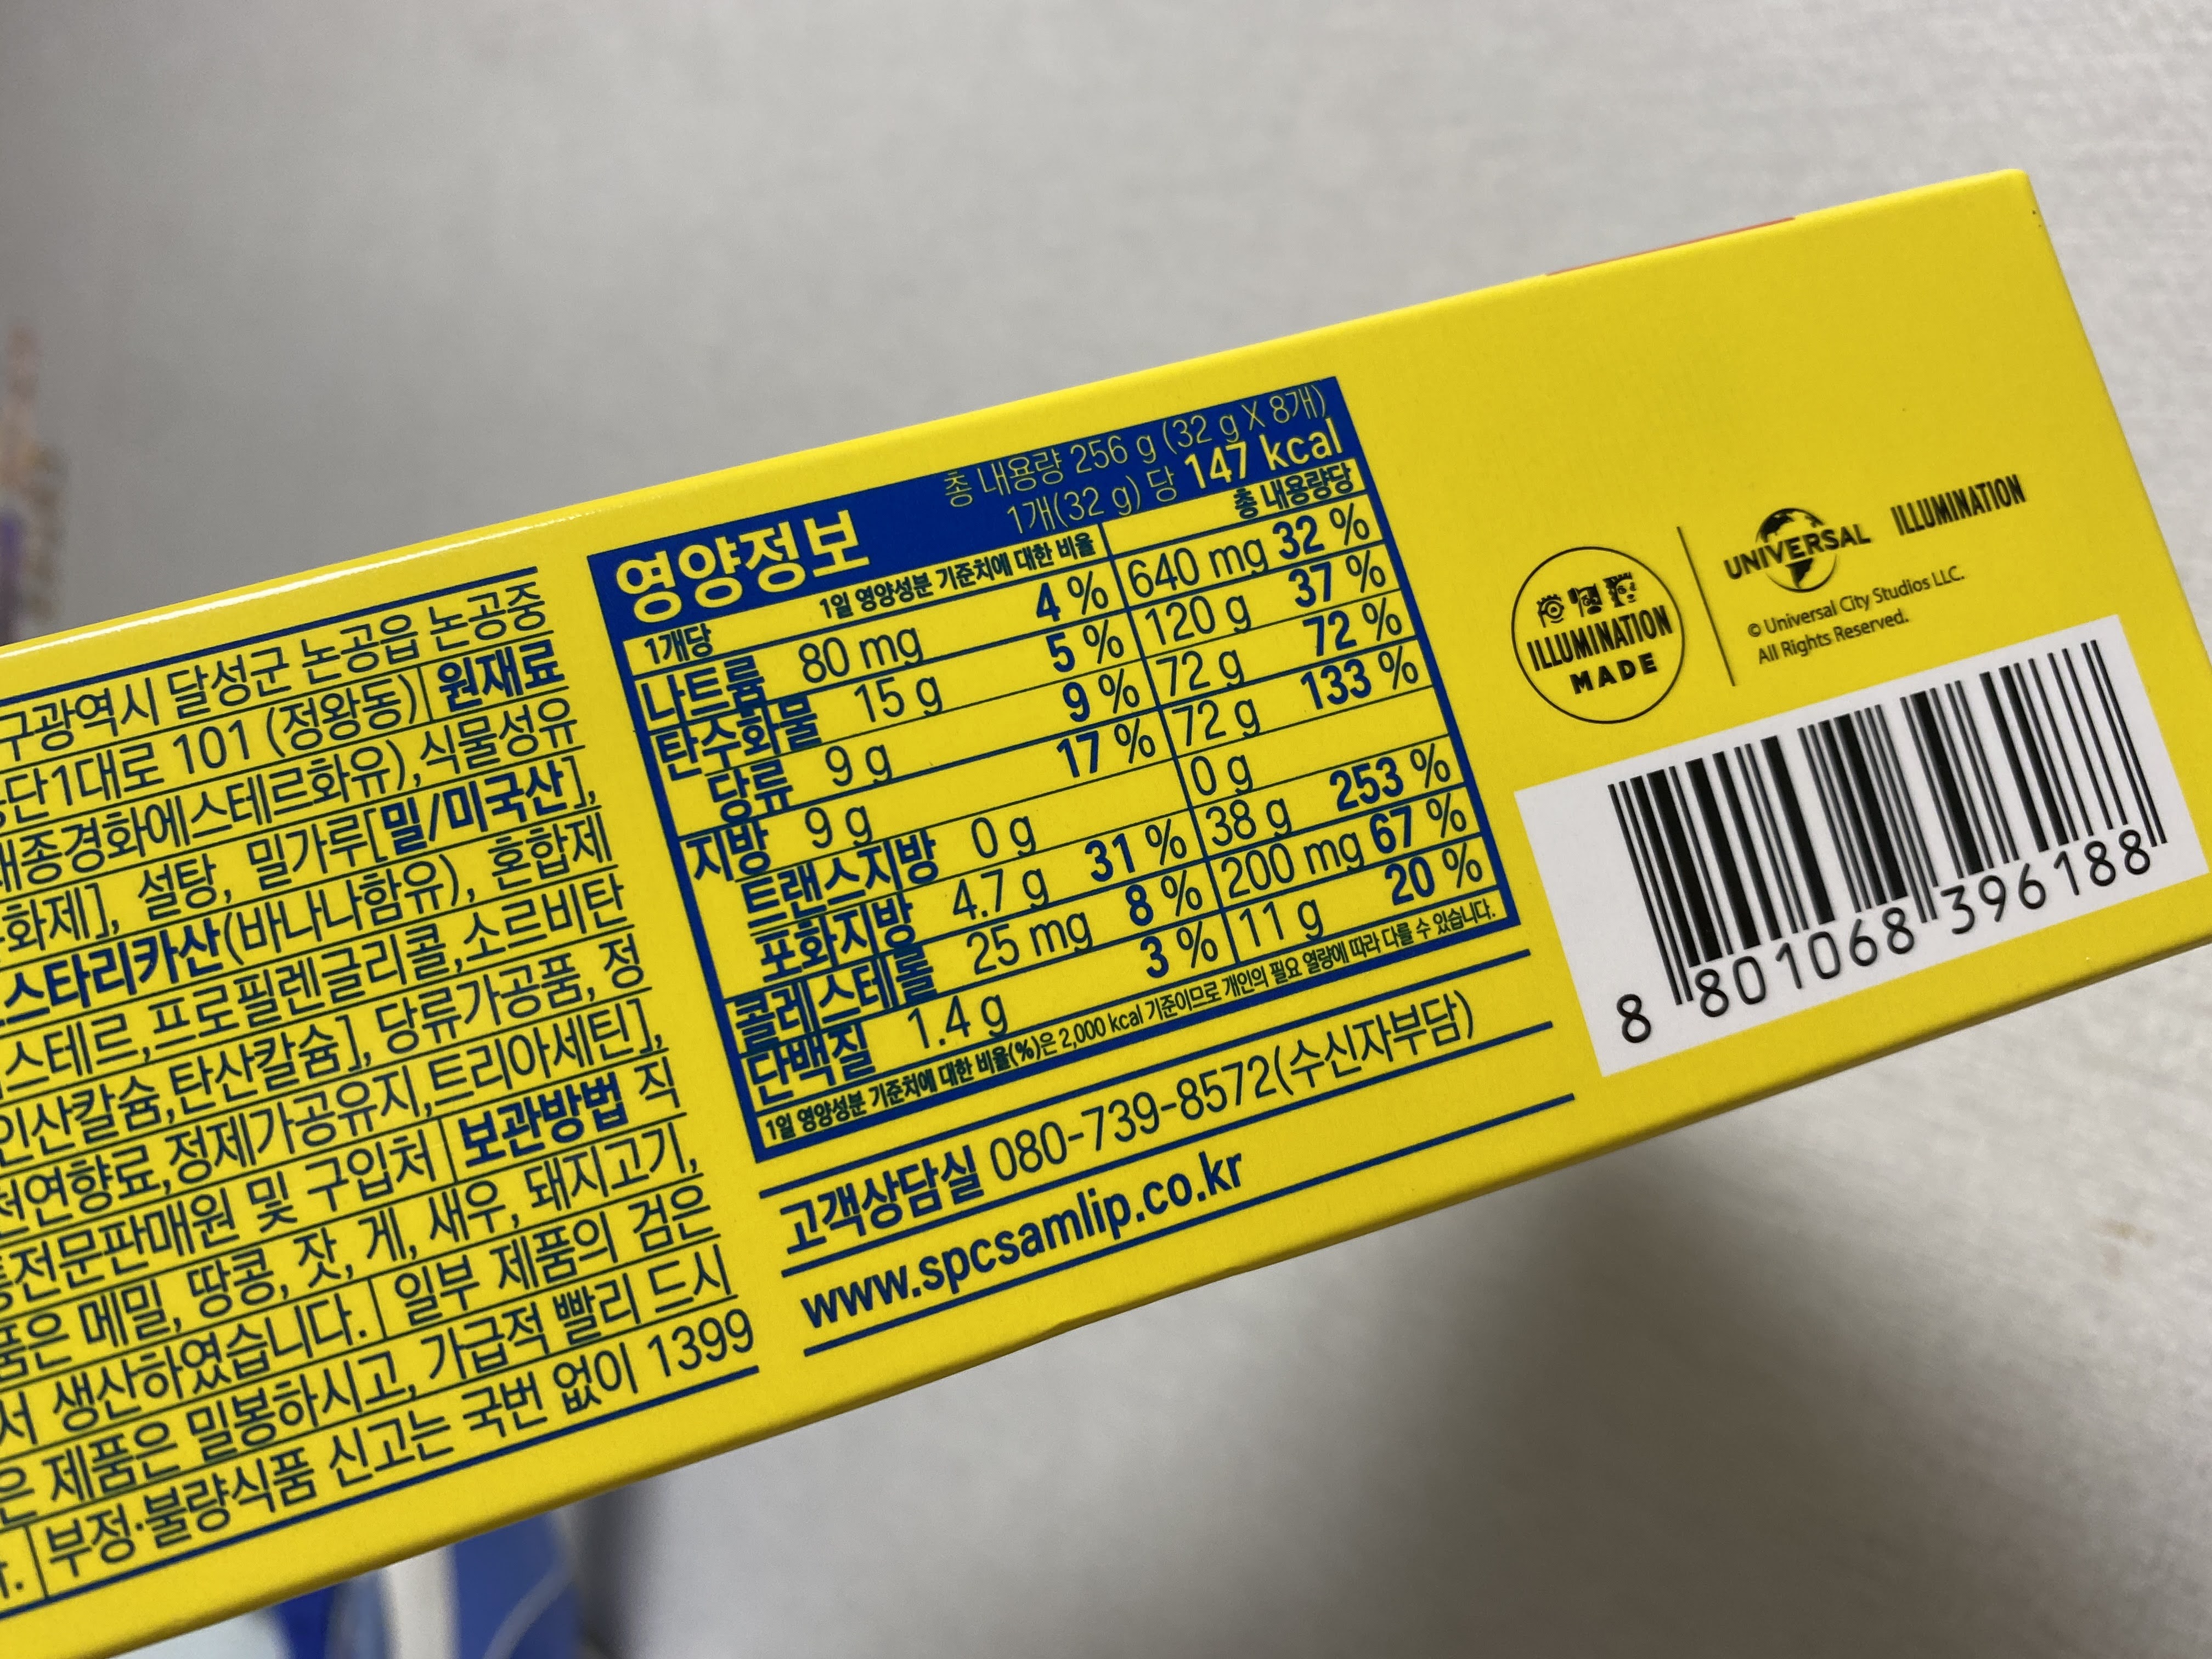 구광역시 달성군 논공읍 논공중
단1대로 101 (정왕동) | 원재료
종경화에스테르화유), 식물성유
화제], 설탕, 밀가루[밀/미국산],
스타리카산(바나나함유), 혼합제
스테르, 프로필렌글리콜, 소르비탄
인산칼슘, 탄산칼슘], 당류가공품, 정
천연향료, 정제가공유지, 트리아세틴],
전문판매원 및 구입처 | 보관방법 직
품은 메밀, 땅콩, 잣, 게, 새우, 돼지고기,
서 생산하였습니다. | 일부 제품의 검은
은 제품은 밀봉하시고, 가급적 빨리 드시
. | 부정·불량식품 신고는 국번 없이 1399
영양정보
총 내용량 256 g (32 g X 8개)
1개(32 g) 당 147 kcal
1개당 1일 영양성분 기준치에 대한 비율 총 내용량당
나트륨 80 mg 4 % 640 mg 32 %
탄수화물 15 g 5 % 120 g 37 %
당류 9 g 9 % 72 g 72 %
지방 9 g 17 % 72 g 133 %
트랜스지방 0 g 0 g
포화지방 4.7 g 31 % 38 g 253 %
콜레스테롤 25 mg 8 % 200 mg 67 %
단백질 1.4 g 3 % 11 g 20 %
1일 영양성분 기준치에 대한 비율(%)은 2,000 kcal 기준이므로 개인의 필요 열량에 따라 다를 수 있습니다.
고객상담실 080-739-8572(수신자부담)
www.spcsamlip.co.kr
ILLUMINATION
MADE
UNIVERSAL
ILLUMINATION
© Universal City Studios LLC.
All Rights Reserved.
8 801068 396188